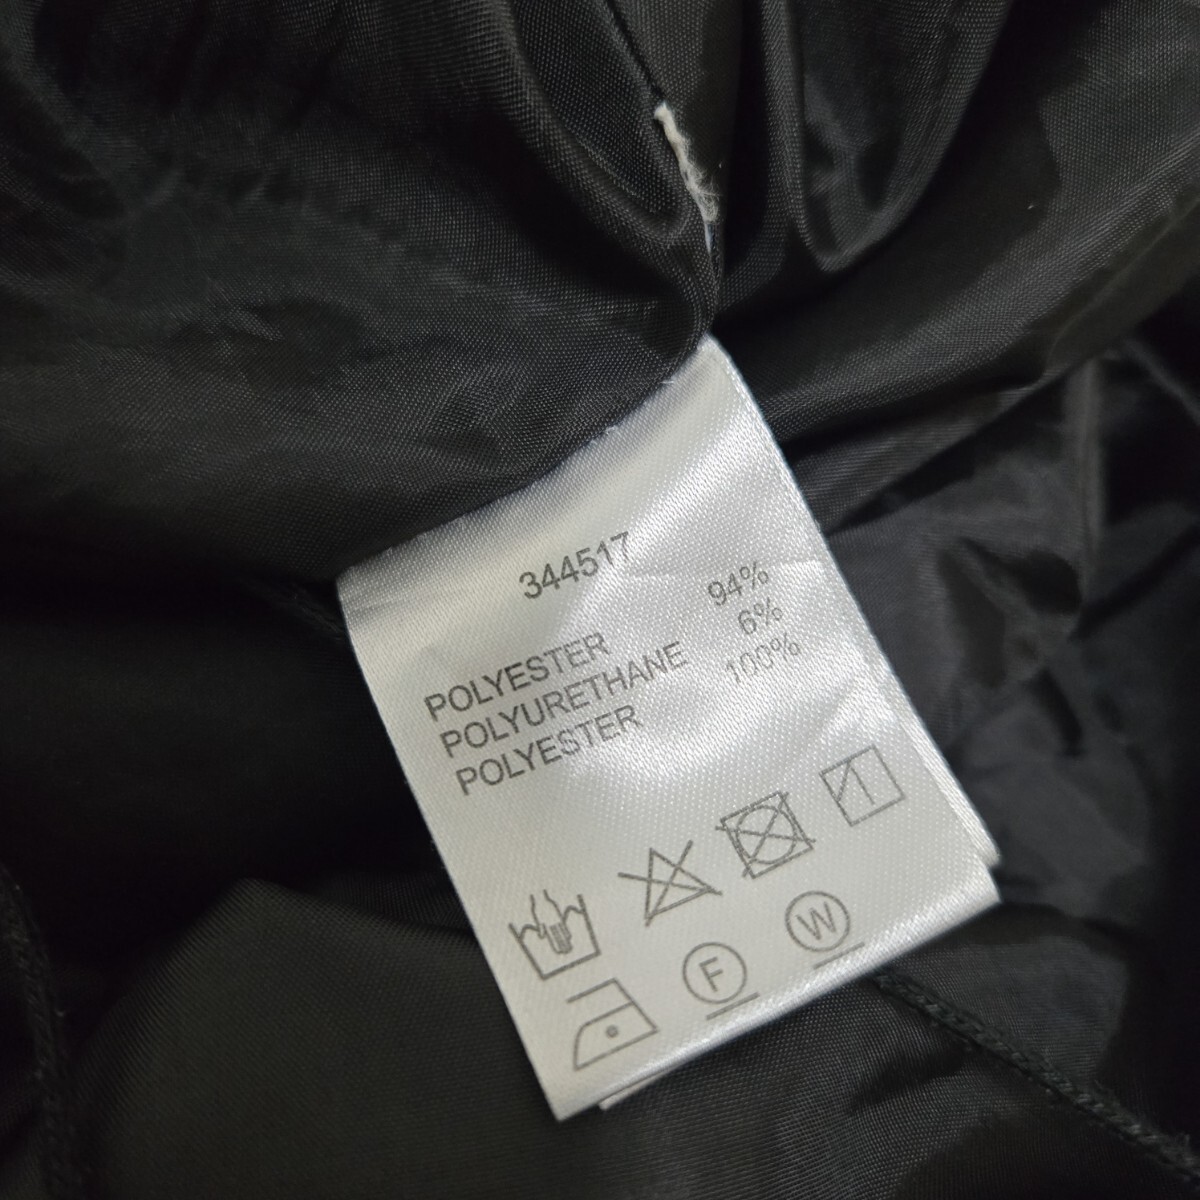 344517
POLYESTER 94%
POLYURETHANE 6%
POLYESTER 100%
F W